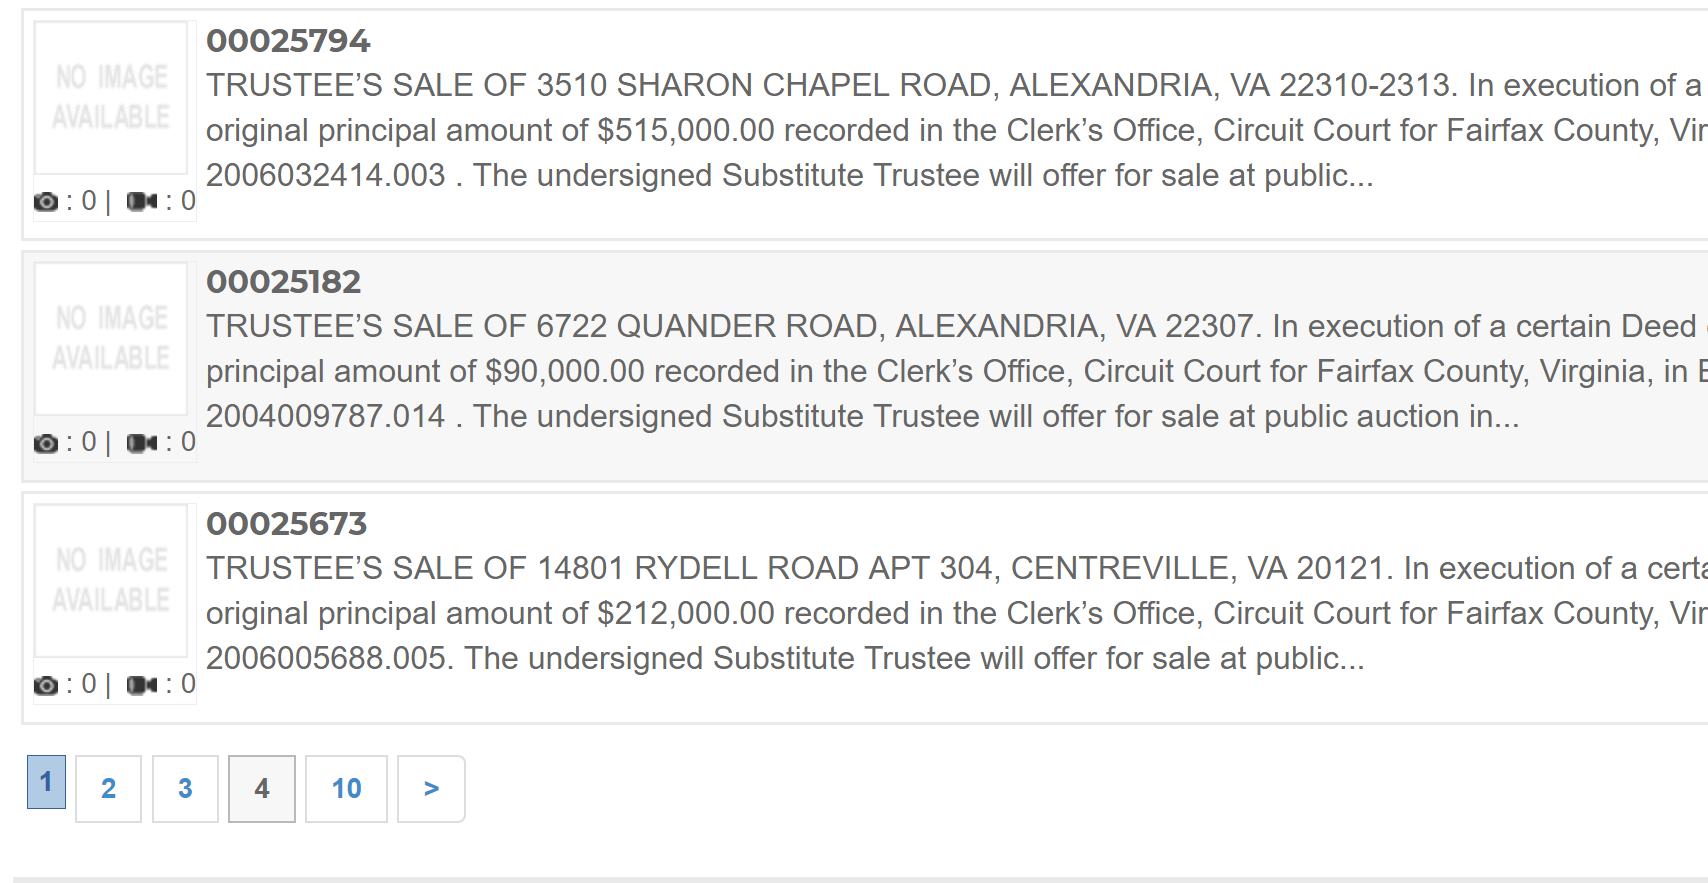 NO IMAGE
AVAILABLE
: 0 | : 0
00025794
TRUSTEE’S SALE OF 3510 SHARON CHAPEL ROAD, ALEXANDRIA, VA 22310-2313. In execution of a
original principal amount of $515,000.00 recorded in the Clerk’s Office, Circuit Court for Fairfax County, Vir
2006032414.003 . The undersigned Substitute Trustee will offer for sale at public...
NO IMAGE
AVAILABLE
: 0 | : 0
00025182
TRUSTEE’S SALE OF 6722 QUANDER ROAD, ALEXANDRIA, VA 22307. In execution of a certain Deed
principal amount of $90,000.00 recorded in the Clerk’s Office, Circuit Court for Fairfax County, Virginia, in
2004009787.014 . The undersigned Substitute Trustee will offer for sale at public auction in...
NO IMAGE
AVAILABLE
: 0 | : 0
00025673
TRUSTEE’S SALE OF 14801 RYDELL ROAD APT 304, CENTREVILLE, VA 20121. In execution of a certa
original principal amount of $212,000.00 recorded in the Clerk’s Office, Circuit Court for Fairfax County, Vir
2006005688.005. The undersigned Substitute Trustee will offer for sale at public...
1 2 3 4 10 >